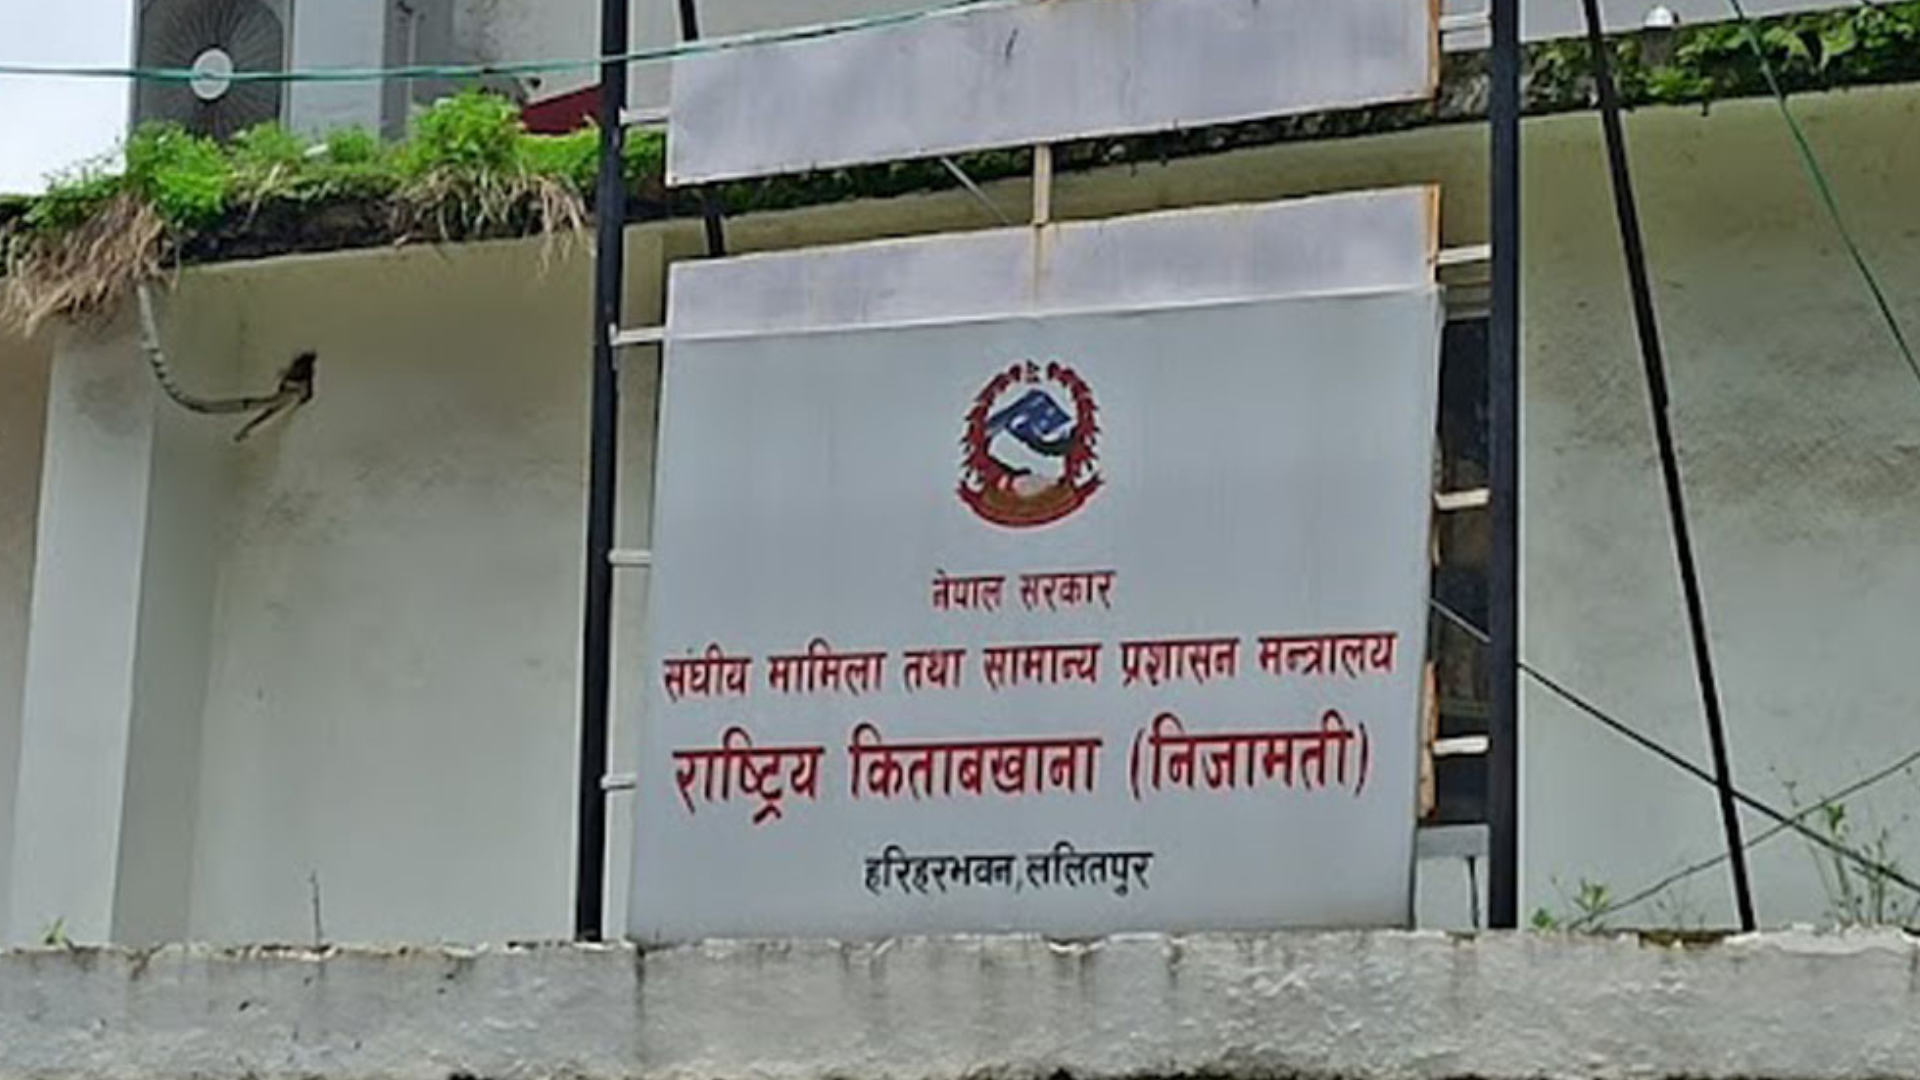 नेपाल सरकार
संघीय मामिला तथा सामान्य प्रशासन मन्त्रालय
राष्ट्रिय किताबखाना (निजामती)
हरिहरभवन, ललितपुर